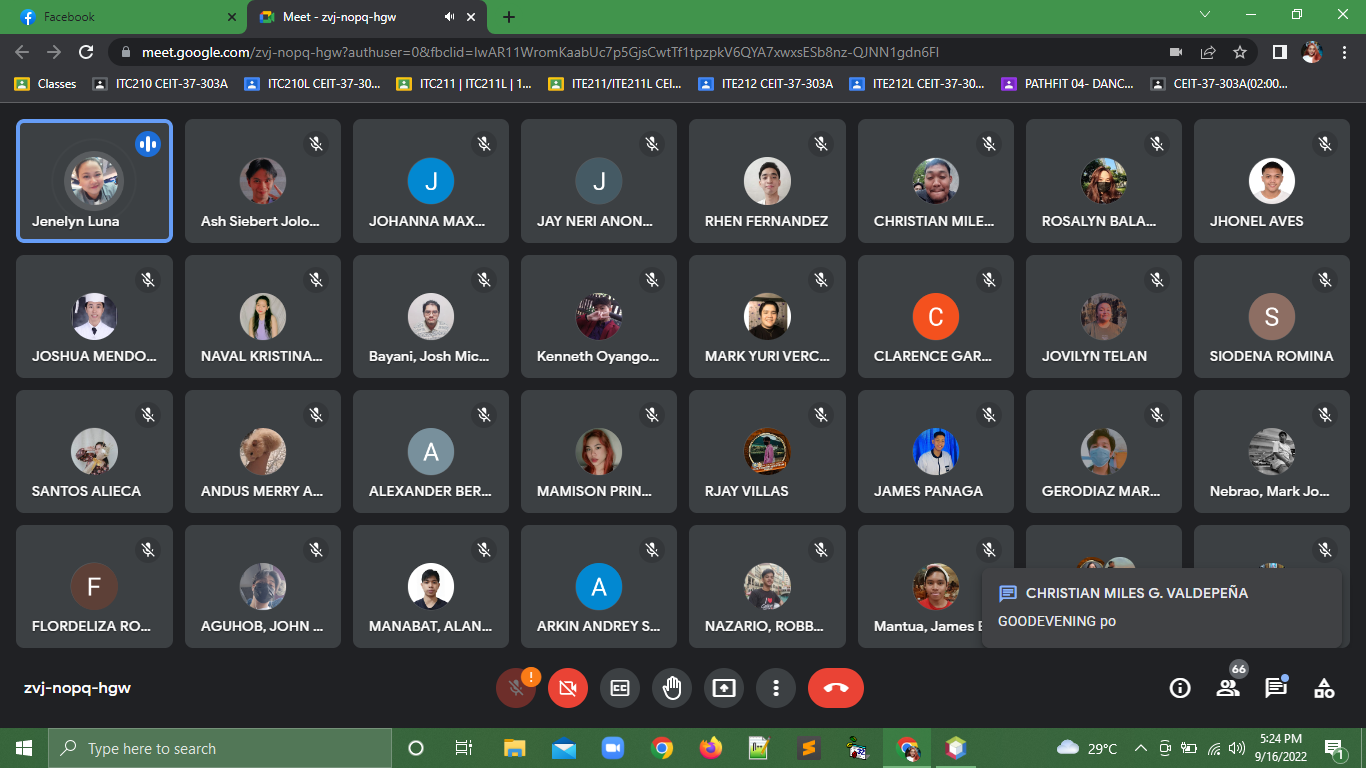 Facebook
Meet - zvj-nopq-hgw
meet.google.com/zvj-nopq-hgw?authuser=0&fbclid=IwAR11WromKaabUc7p5GjsCwtTf1tpzpkV6QYA7xwxsESb8nz-QJNN1gdn6FI
Classes ITC210 CEIT-37-303A ITC210L CEIT-37-30... ITC211 | ITC211L | 1... ITE211/ITE211L CEI... ITE212 CEIT-37-303A ITE212L CEIT-37-30... PATHFIT 04- DANC... CEIT-37-303A(02:00...
J J
Jenelyn Luna Ash Siebert Jolo... JOHANNA MAX... JAY NERI ANON... RHEN FERNANDEZ CHRISTIAN MILE... ROSALYN BALA... JHONEL AVES
C S
JOSHUA MENDO... NAVAL KRISTINA... Bayani, Josh Mic... Kenneth Oyango... MARK YURI VERC... CLARENCE GAR... JOVILYN TELAN SIODENA ROMINA
A
SANTOS ALIECA ANDUS MERRY A... ALEXANDER BER... MAMISON PRIN... RJAY VILLAS JAMES PANAGA GERODIAZ MAR... Nebrao, Mark Jo...
F A
FLORDELIZA RO... AGUHOB, JOHN ... MANABAT, ALAN... ARKIN ANDREY S... NAZARIO, ROBB... Mantua, James
CHRISTIAN MILES G. VALDEPEÑA
GOODEVENING po
66
zvj-nopq-hgw
Type here to search
29°C
5:24 PM
9/16/2022
1